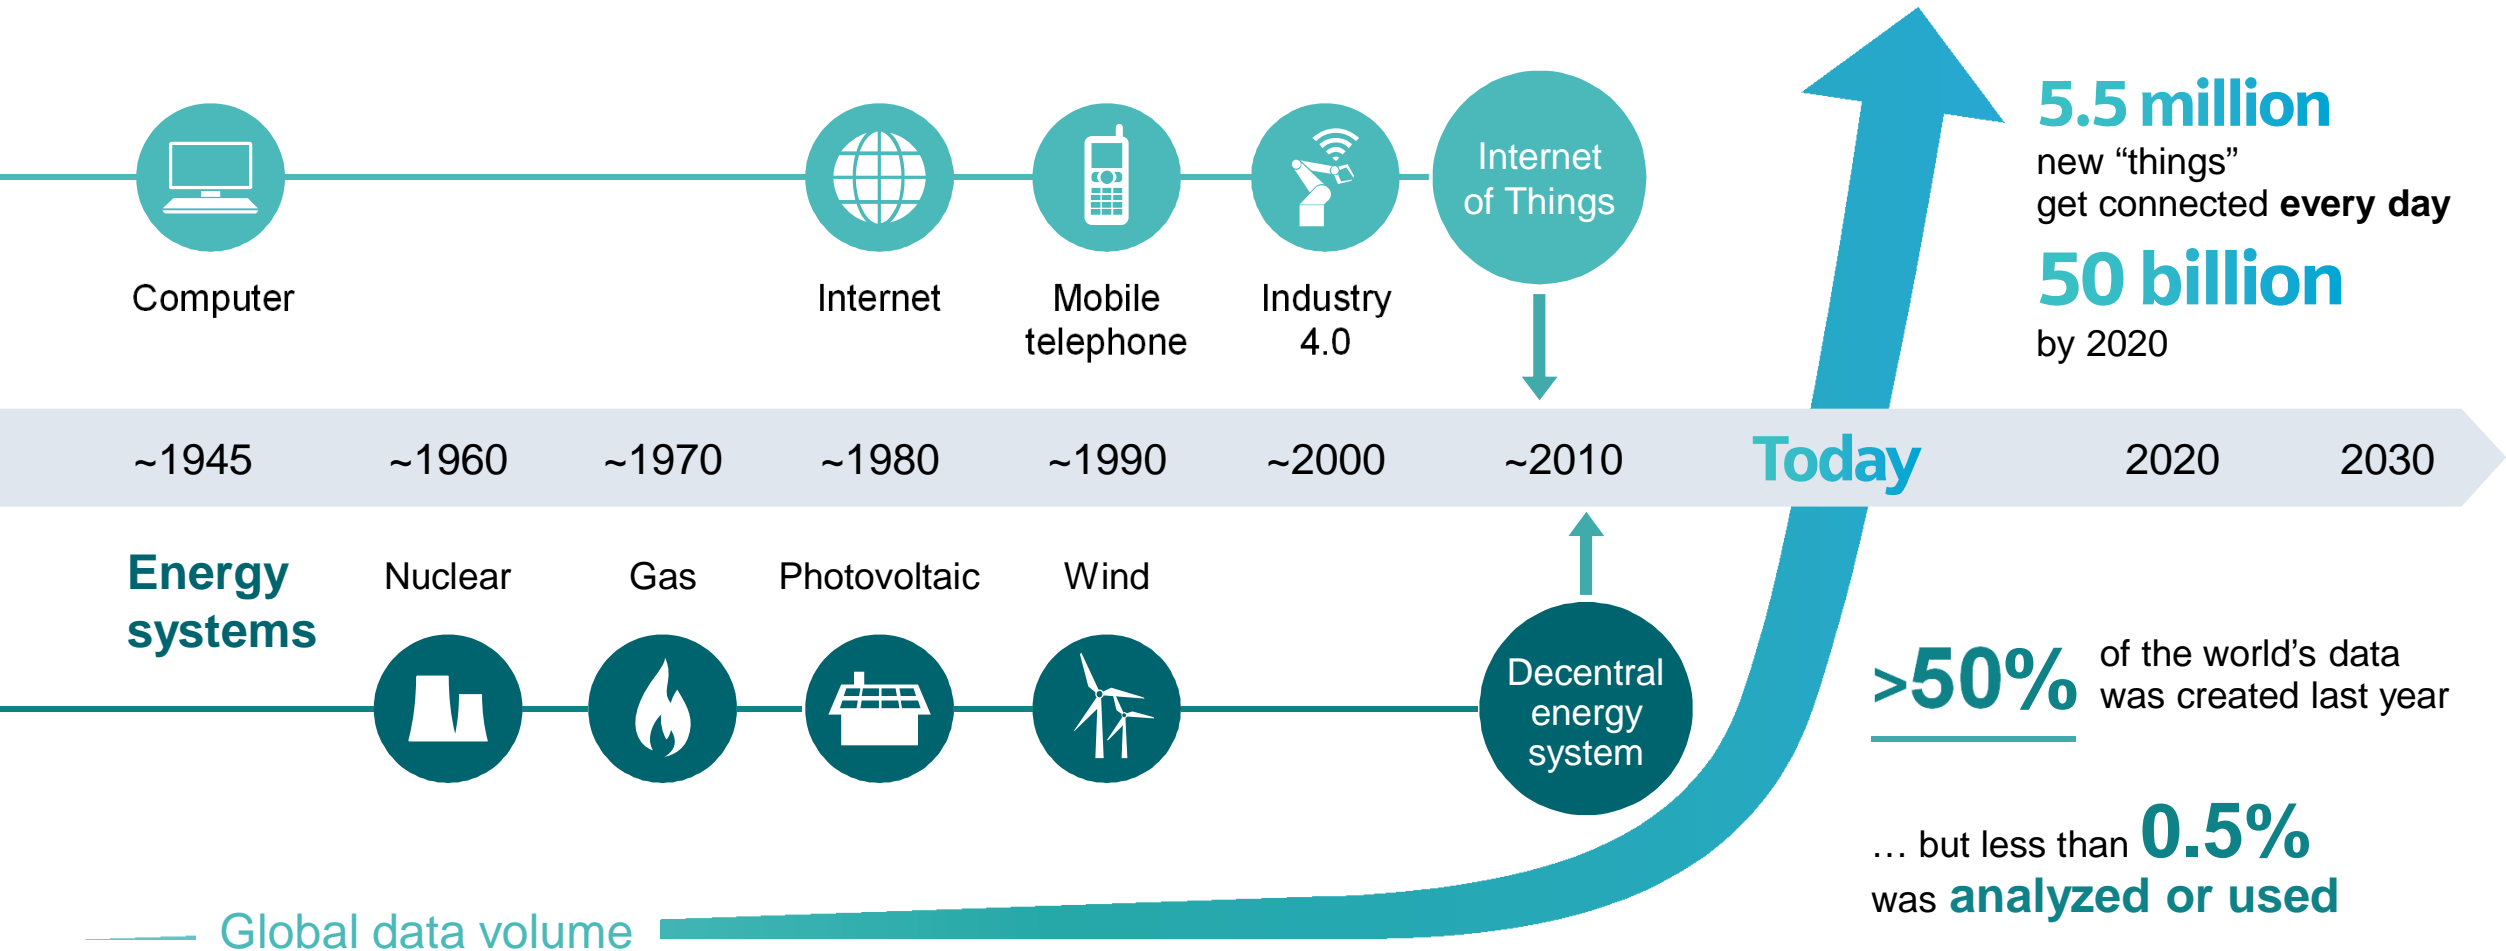 5.5 million
new “things”
get connected every day
50 billion
by 2020
Internet
of Things
Computer
Internet
Mobile
telephone
Industry
4.0
~1945 ~1960 ~1970 ~1980 ~1990 ~2000 ~2010 Today 2020 2030
Energy
systems
Nuclear
Gas
Photovoltaic
Wind
Decentral
energy
system
>50% of the world’s data
was created last year
… but less than 0.5%
was analyzed or used
Global data volume